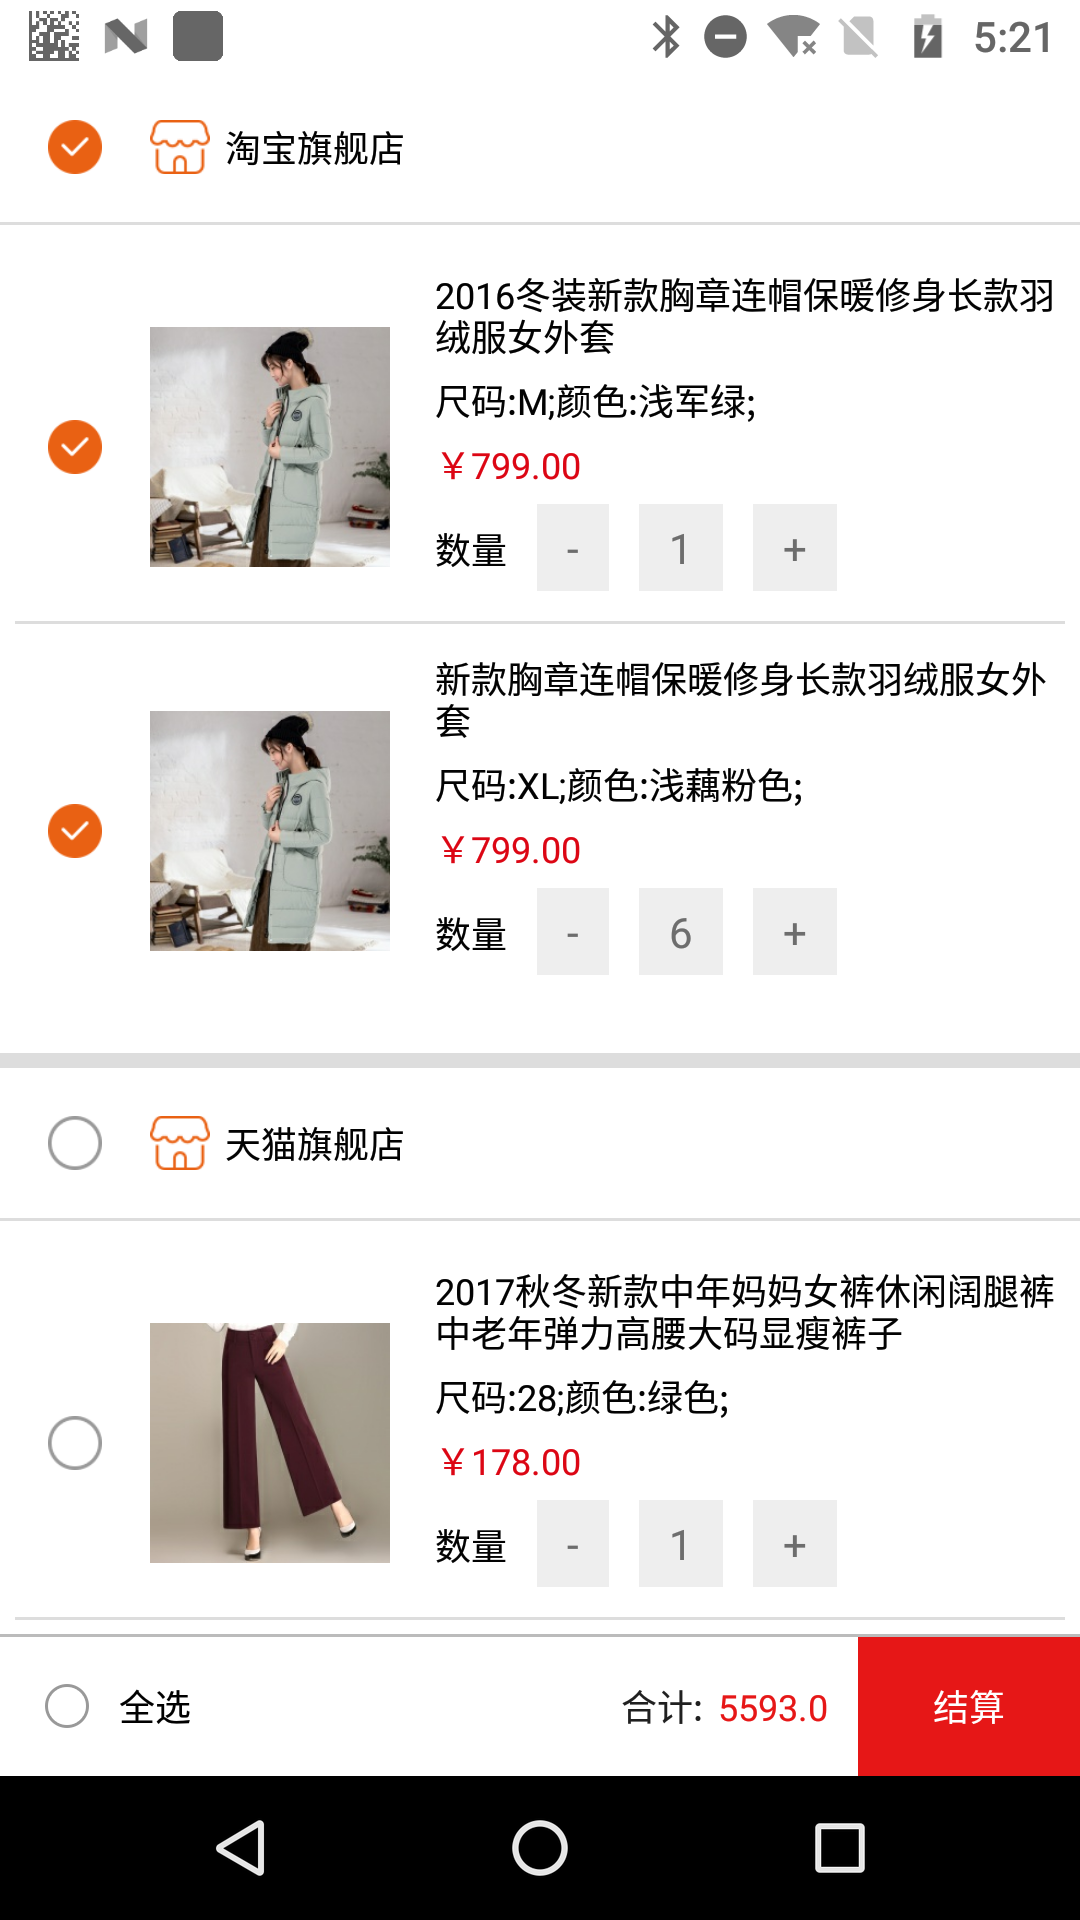 5:21
淘宝旗舰店
2016冬装新款胸章连帽保暖修身长款羽
绒服女外套
尺码:M;颜色:浅军绿;
￥799.00
数量 - 1 +
新款胸章连帽保暖修身长款羽绒服女外
套
尺码:XL;颜色:浅藕粉色;
￥799.00
数量 - 6 +
天猫旗舰店
2017秋冬新款中年妈妈女裤休闲阔腿裤
中老年弹力高腰大码显瘦裤子
尺码:28;颜色:绿色;
￥178.00
数量 - 1 +
全选 合计: 5593.0 结算